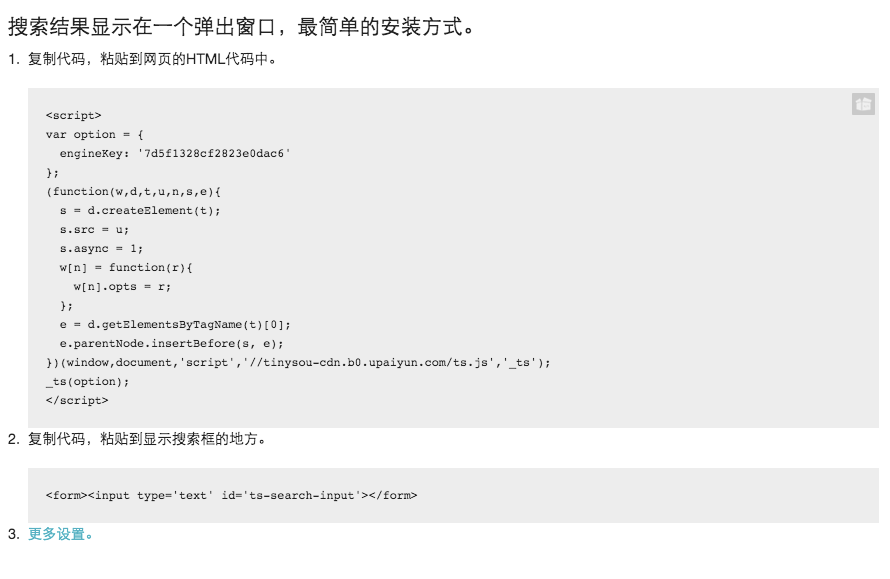 搜索结果显示在一个弹出窗口，最简单的安装方式。
1. 复制代码，粘贴到网页的HTML代码中。
<script>
var option = {
  engineKey: '7d5f1328cf2823e0dac6'
};
(function(w,d,t,u,n,s,e){
  s = d.createElement(t);
  s.src = u;
  s.async = 1;
  w[n] = function(r){
    w[n].opts = r;
  };
  e = d.getElementsByTagName(t)[0];
  e.parentNode.insertBefore(s, e);
})(window,document,'script','//tinysou-cdn.b0.upaiyun.com/ts.js','_ts');
_ts(option);
</script>
2. 复制代码，粘贴到显示搜索框的地方。
<form><input type='text' id='ts-search-input'></form>
3. 更多设置。